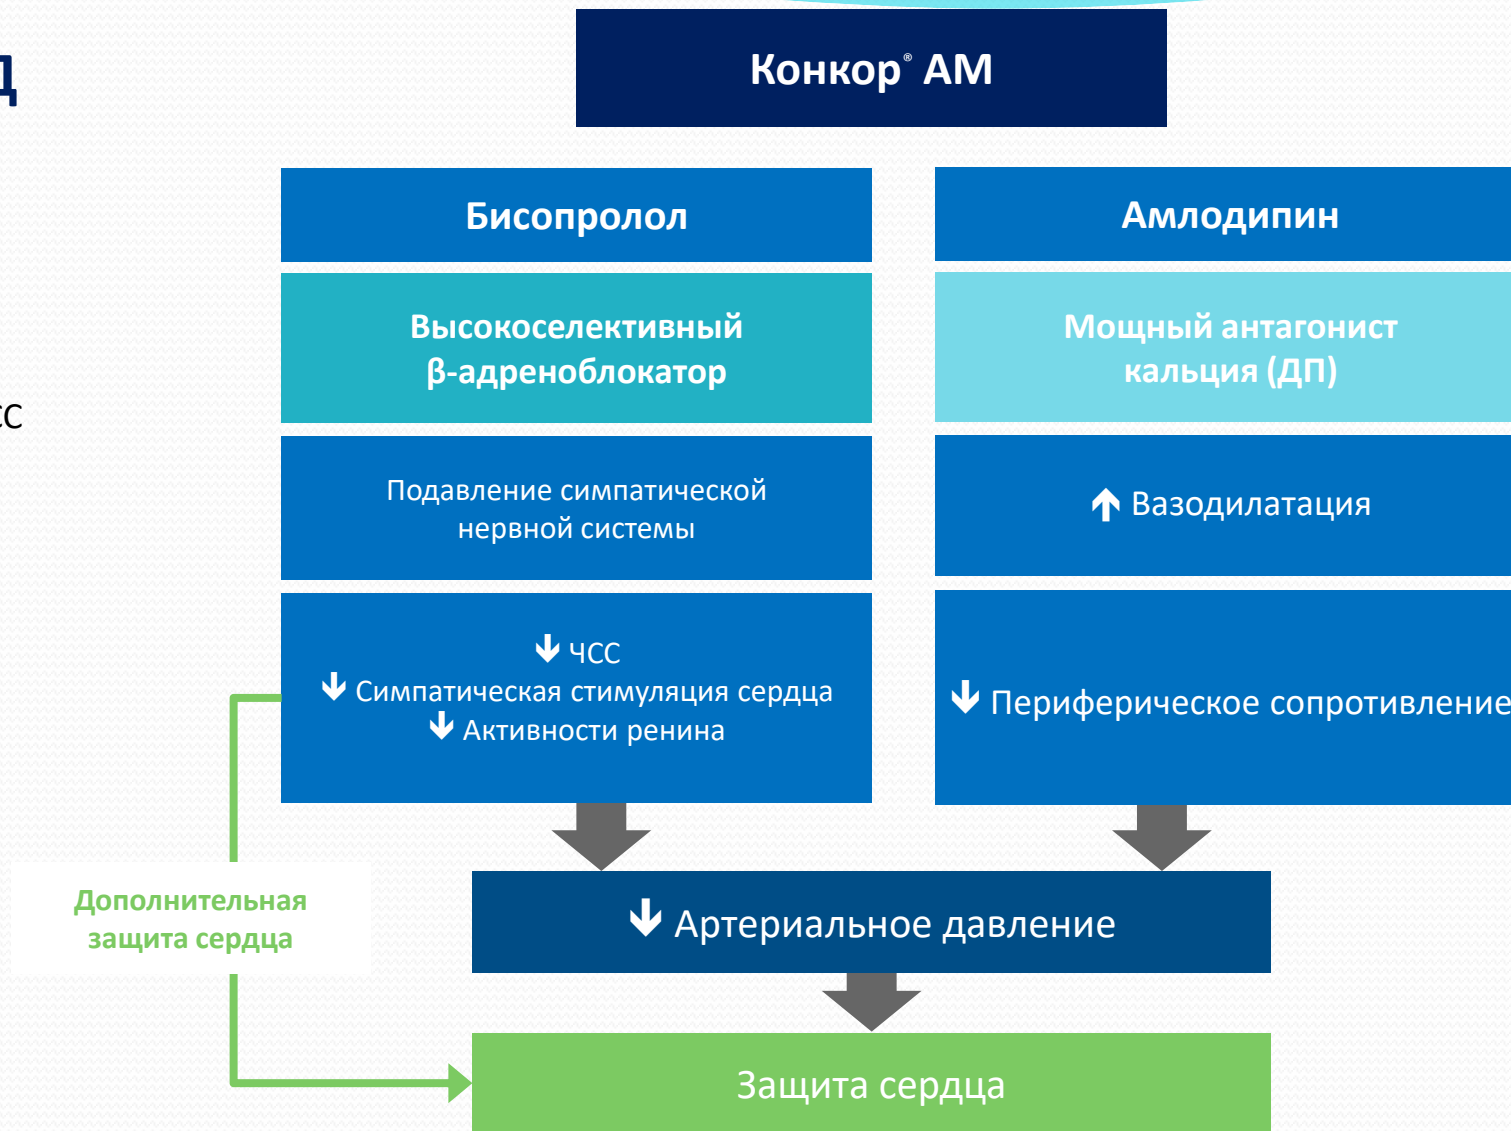 Д
Конкор® АМ
Бисопролол
Амлодипин
Высокоселективный
β-адреноблокатор
Мощный антагонист
кальция (ДП)
Подавление симпатической
нервной системы
Вазодилатация
ЧСС
Симпатическая стимуляция сердца
Активности ренина
Периферическое сопротивление
Дополнительная
защита сердца
Артериальное давление
Защита сердца